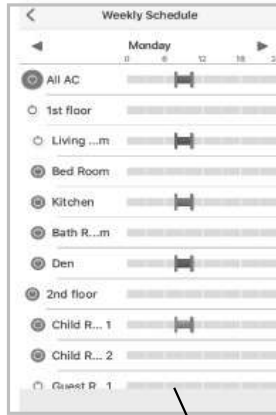 Weekly Schedule
Monday
0 6 12 18
All AC
1st floor
Living ...m
Bed Room
Kitchen
Bath R...m
Den
2nd floor
Child R... 1
Child R... 2
Guest R...1